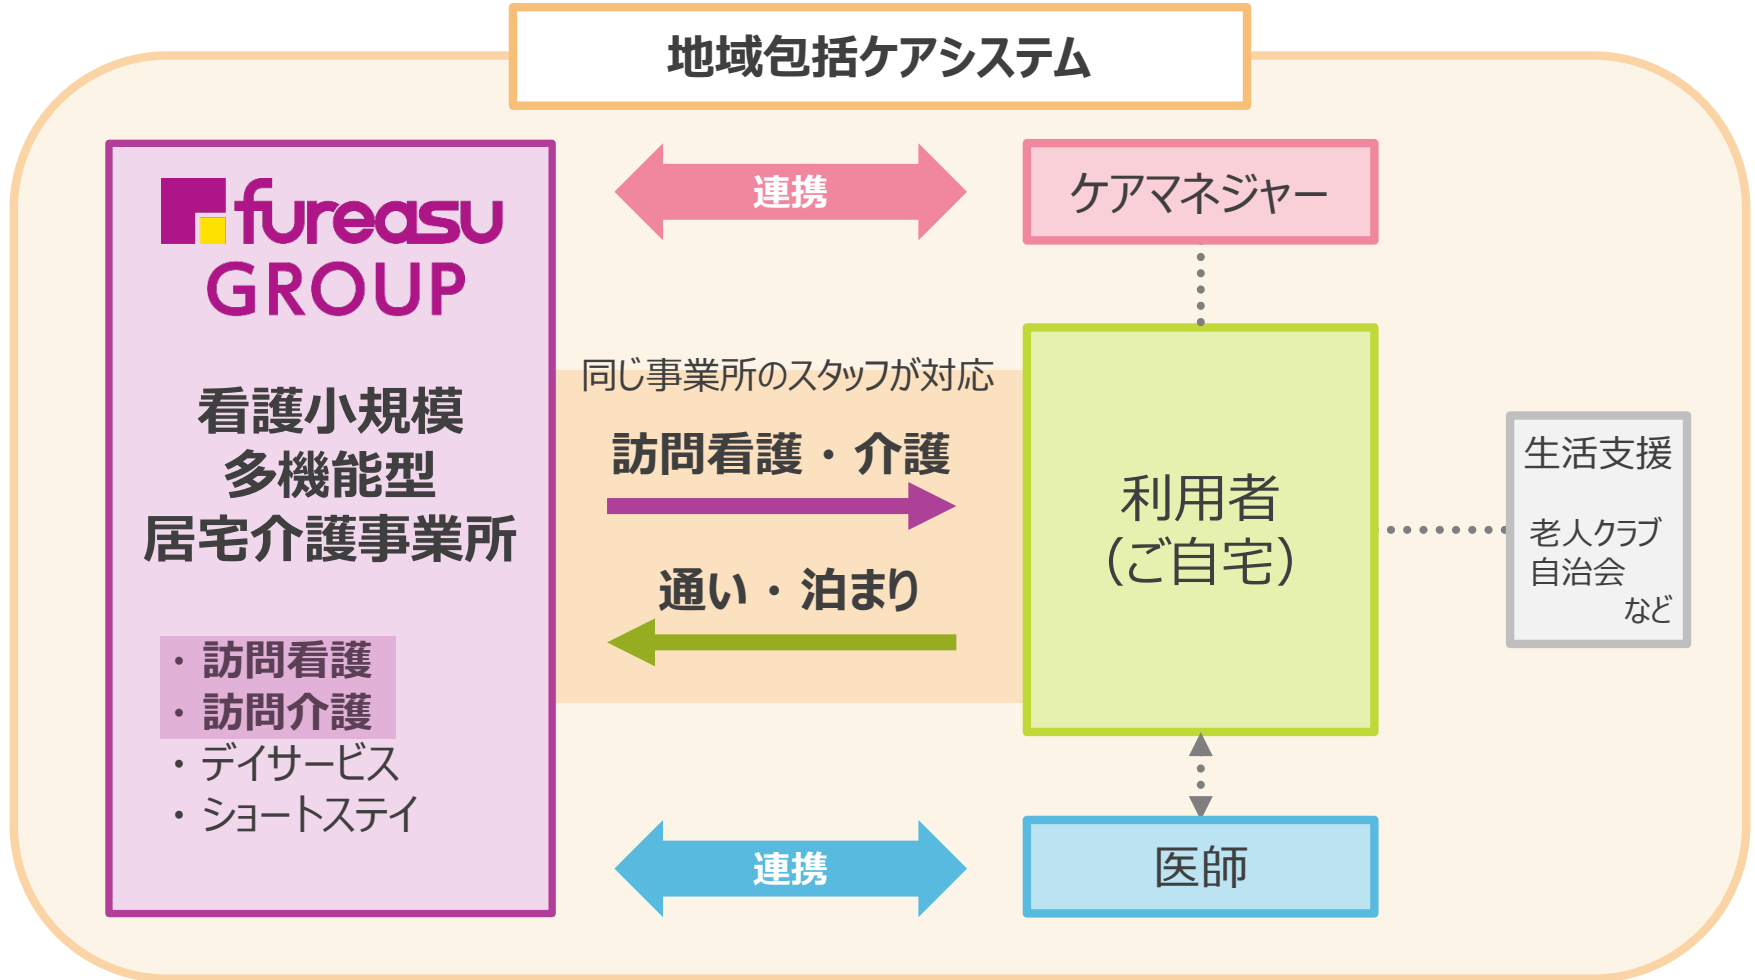 地域包括ケアシステム
fureasu
GROUP
看護小規模
多機能型
居宅介護事業所
・訪問看護
・訪問介護
・デイサービス
・ショートステイ
連携
同じ事業所のスタッフが対応
訪問看護・介護
通い・泊まり
連携
ケアマネジャー
利用者
（ご自宅）
医師
生活支援
老人クラブ
自治会
など